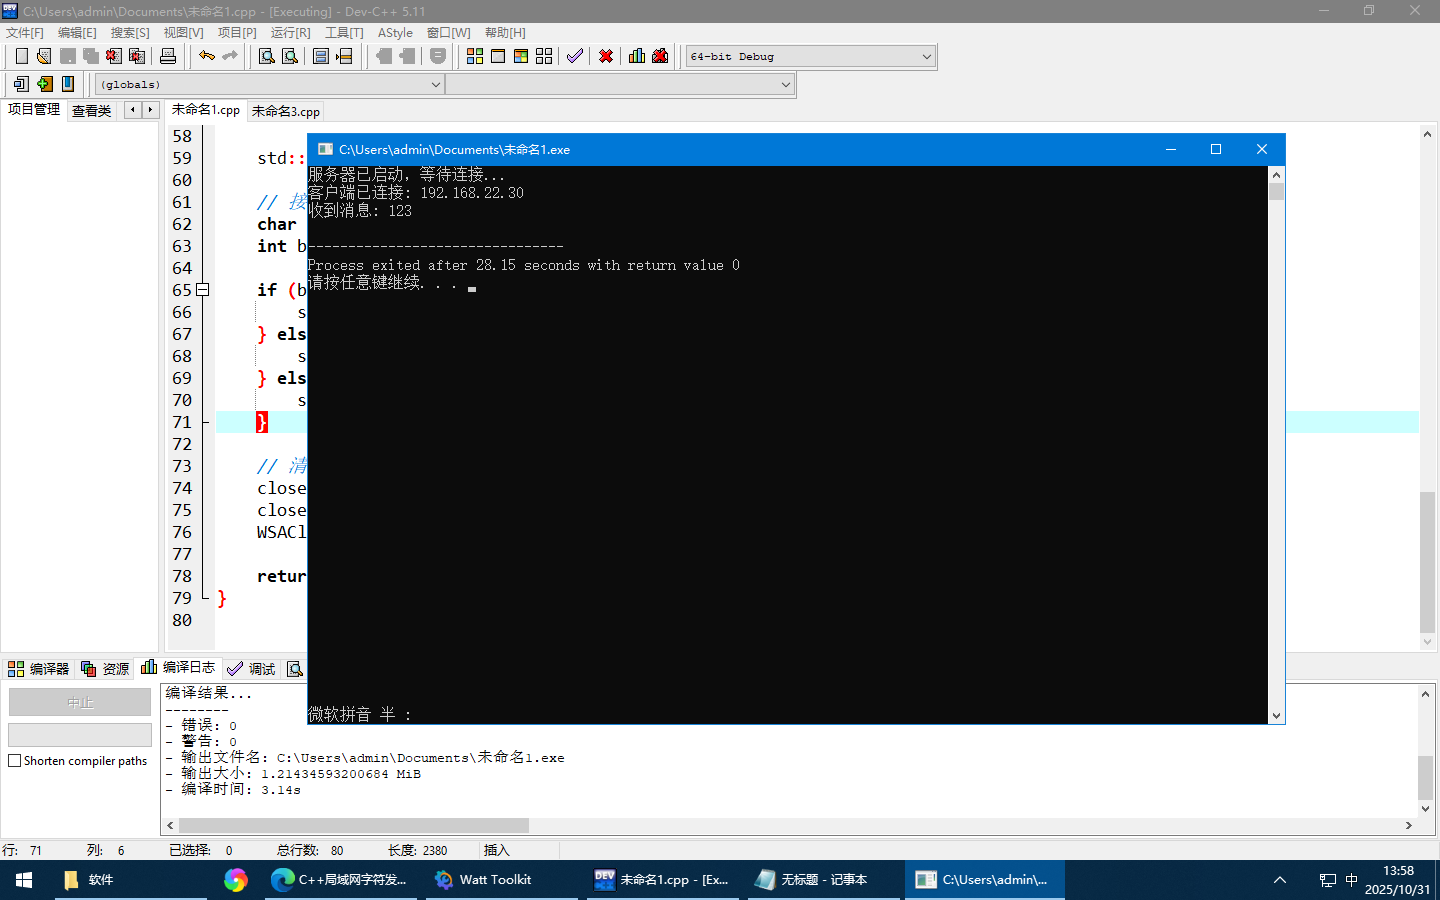 C:\Users\admin\Documents\未命名1.cpp - [Executing] - Dev-C++ 5.11
文件[F] 编辑[E] 搜索[S] 视图[V] 项目[P] 运行[R] 工具[T] AStyle 窗口[W] 帮助[H]
64-bit Debug
(globals)
项目管理 查看类 未命名1.cpp 未命名3.cpp
58
59 std::
60
61 // 接
62 char
63 int b
64
65 if (b
66 s
67 } els
68 s
69 } els
70 s
71 }
72
73 // 清
74 close
75 close
76 WSACl
77
78 retur
79 }
80
C:\Users\admin\Documents\未命名1.exe
服务器已启动，等待连接...
客户端已连接: 192.168.22.30
收到消息: 123
--------------------------------
Process exited after 28.15 seconds with return value 0
请按任意键继续. . .
微软拼音 半 :
编译器 资源 编译日志 调试
中止
Shorten compiler paths
编译结果...
--------
- 错误: 0
- 警告: 0
- 输出文件名: C:\Users\admin\Documents\未命名1.exe
- 输出大小: 1.21434593200684 MiB
- 编译时间: 3.14s
行: 71 列: 6 已选择: 0 总行数: 80 长度: 2380 插入
软件 C++局域网字符发... Watt Toolkit DEV 未命名1.cpp - [Ex... 无标题 - 记事本 C:\Users\admin\... 中
13:58
2025/10/31